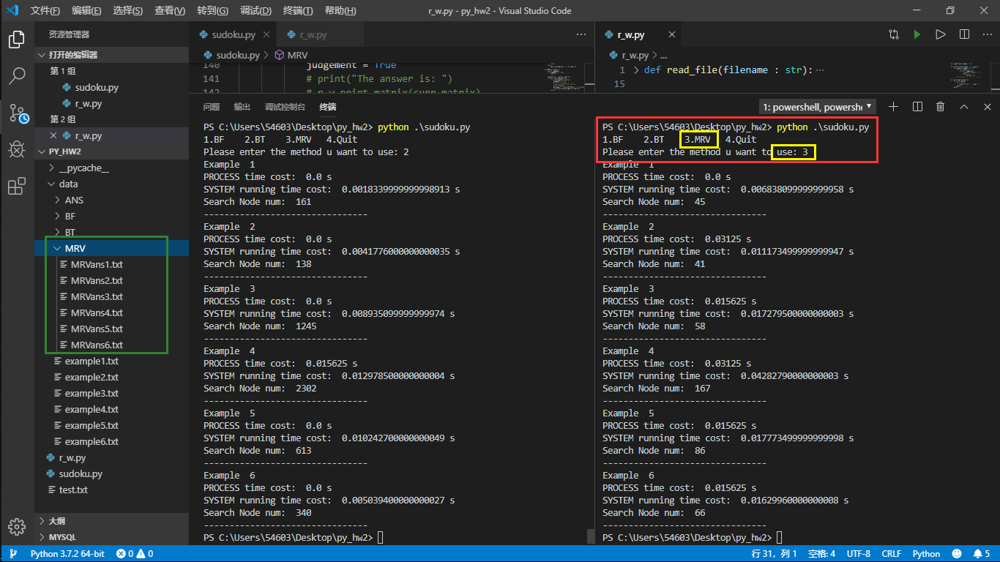 文件(F) 编辑(E) 选择(S) 查看(V) 转到(G) 调试(D) 终端(T) 帮助(H)
r_w.py - py_hw2 - Visual Studio Code
资源管理器
打开的编辑器
第 1 组
sudoku.py
r_w.py
第 2 组
r_w.py
PY_HW2
__pycache__
data
ANS
BF
BT
MRV
MRVans1.txt
MRVans2.txt
MRVans3.txt
MRVans4.txt
MRVans5.txt
MRVans6.txt
example1.txt
example2.txt
example3.txt
example4.txt
example5.txt
example6.txt
r_w.py
sudoku.py
test.txt
大纲
MYSQL
sudoku.py r_w.py
sudoku.py > MRV
140 judgement = True
141 # print("The answer is: ")
142 # r_w.print_matrix(curr_matrix)
r_w.py
r_w.py > ...
1 def read_file(filename : str):…
15
问题 输出 调试控制台 终端
1: powershell, powershe
PS C:\Users\54603\Desktop\py_hw2> python .\sudoku.py
1.BF 2.BT 3.MRV 4.Quit
Please enter the method u want to use: 2
Example 1
PROCESS time cost: 0.0 s
SYSTEM running time cost: 0.0018339999999998913 s
Search Node num: 161
--------------------------------
Example 2
PROCESS time cost: 0.0 s
SYSTEM running time cost: 0.0041776000000000035 s
Search Node num: 138
--------------------------------
Example 3
PROCESS time cost: 0.0 s
SYSTEM running time cost: 0.008935099999999974 s
Search Node num: 1245
--------------------------------
Example 4
PROCESS time cost: 0.015625 s
SYSTEM running time cost: 0.012978500000000004 s
Search Node num: 2302
--------------------------------
Example 5
PROCESS time cost: 0.0 s
SYSTEM running time cost: 0.010242700000000049 s
Search Node num: 613
--------------------------------
Example 6
PROCESS time cost: 0.0 s
SYSTEM running time cost: 0.005039400000000027 s
Search Node num: 340
--------------------------------
PS C:\Users\54603\Desktop\py_hw2>
PS C:\Users\54603\Desktop\py_hw2> python .\sudoku.py
1.BF 2.BT 3.MRV 4.Quit
Please enter the method u want to use: 3
Example 1
PROCESS time cost: 0.0 s
SYSTEM running time cost: 0.006838099999999958 s
Search Node num: 45
--------------------------------
Example 2
PROCESS time cost: 0.03125 s
SYSTEM running time cost: 0.011173499999999947 s
Search Node num: 41
--------------------------------
Example 3
PROCESS time cost: 0.015625 s
SYSTEM running time cost: 0.017279500000000003 s
Search Node num: 58
--------------------------------
Example 4
PROCESS time cost: 0.03125 s
SYSTEM running time cost: 0.04282790000000003 s
Search Node num: 167
--------------------------------
Example 5
PROCESS time cost: 0.015625 s
SYSTEM running time cost: 0.017773499999999998 s
Search Node num: 86
--------------------------------
Example 6
PROCESS time cost: 0.015625 s
SYSTEM running time cost: 0.01629960000000008 s
Search Node num: 66
--------------------------------
PS C:\Users\54603\Desktop\py_hw2>
Python 3.7.2 64-bit 0 0 行 31，列 1 空格: 4 UTF-8 CRLF Python 5